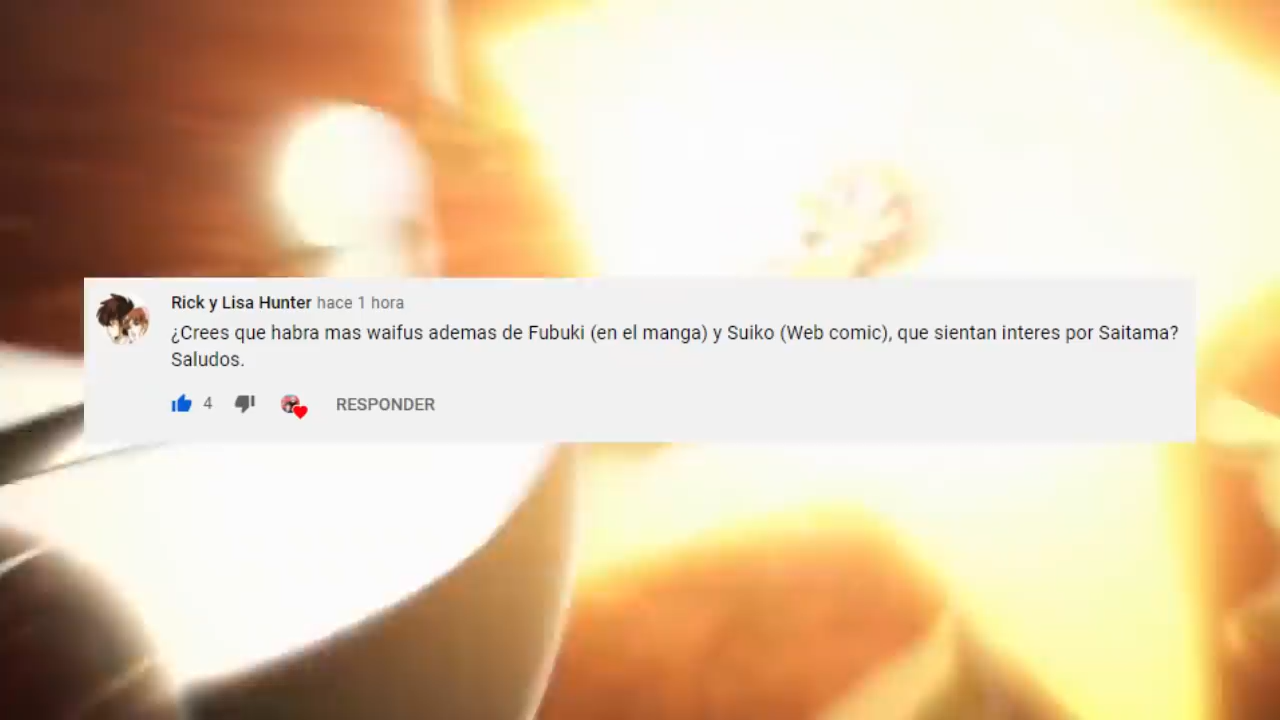 Rick y Lisa Hunter hace 1 hora
¿Crees que habra mas waifus ademas de Fubuki (en el manga) y Suiko (Web comic), que sientan interes por Saitama?
Saludos.
4 RESPONDER